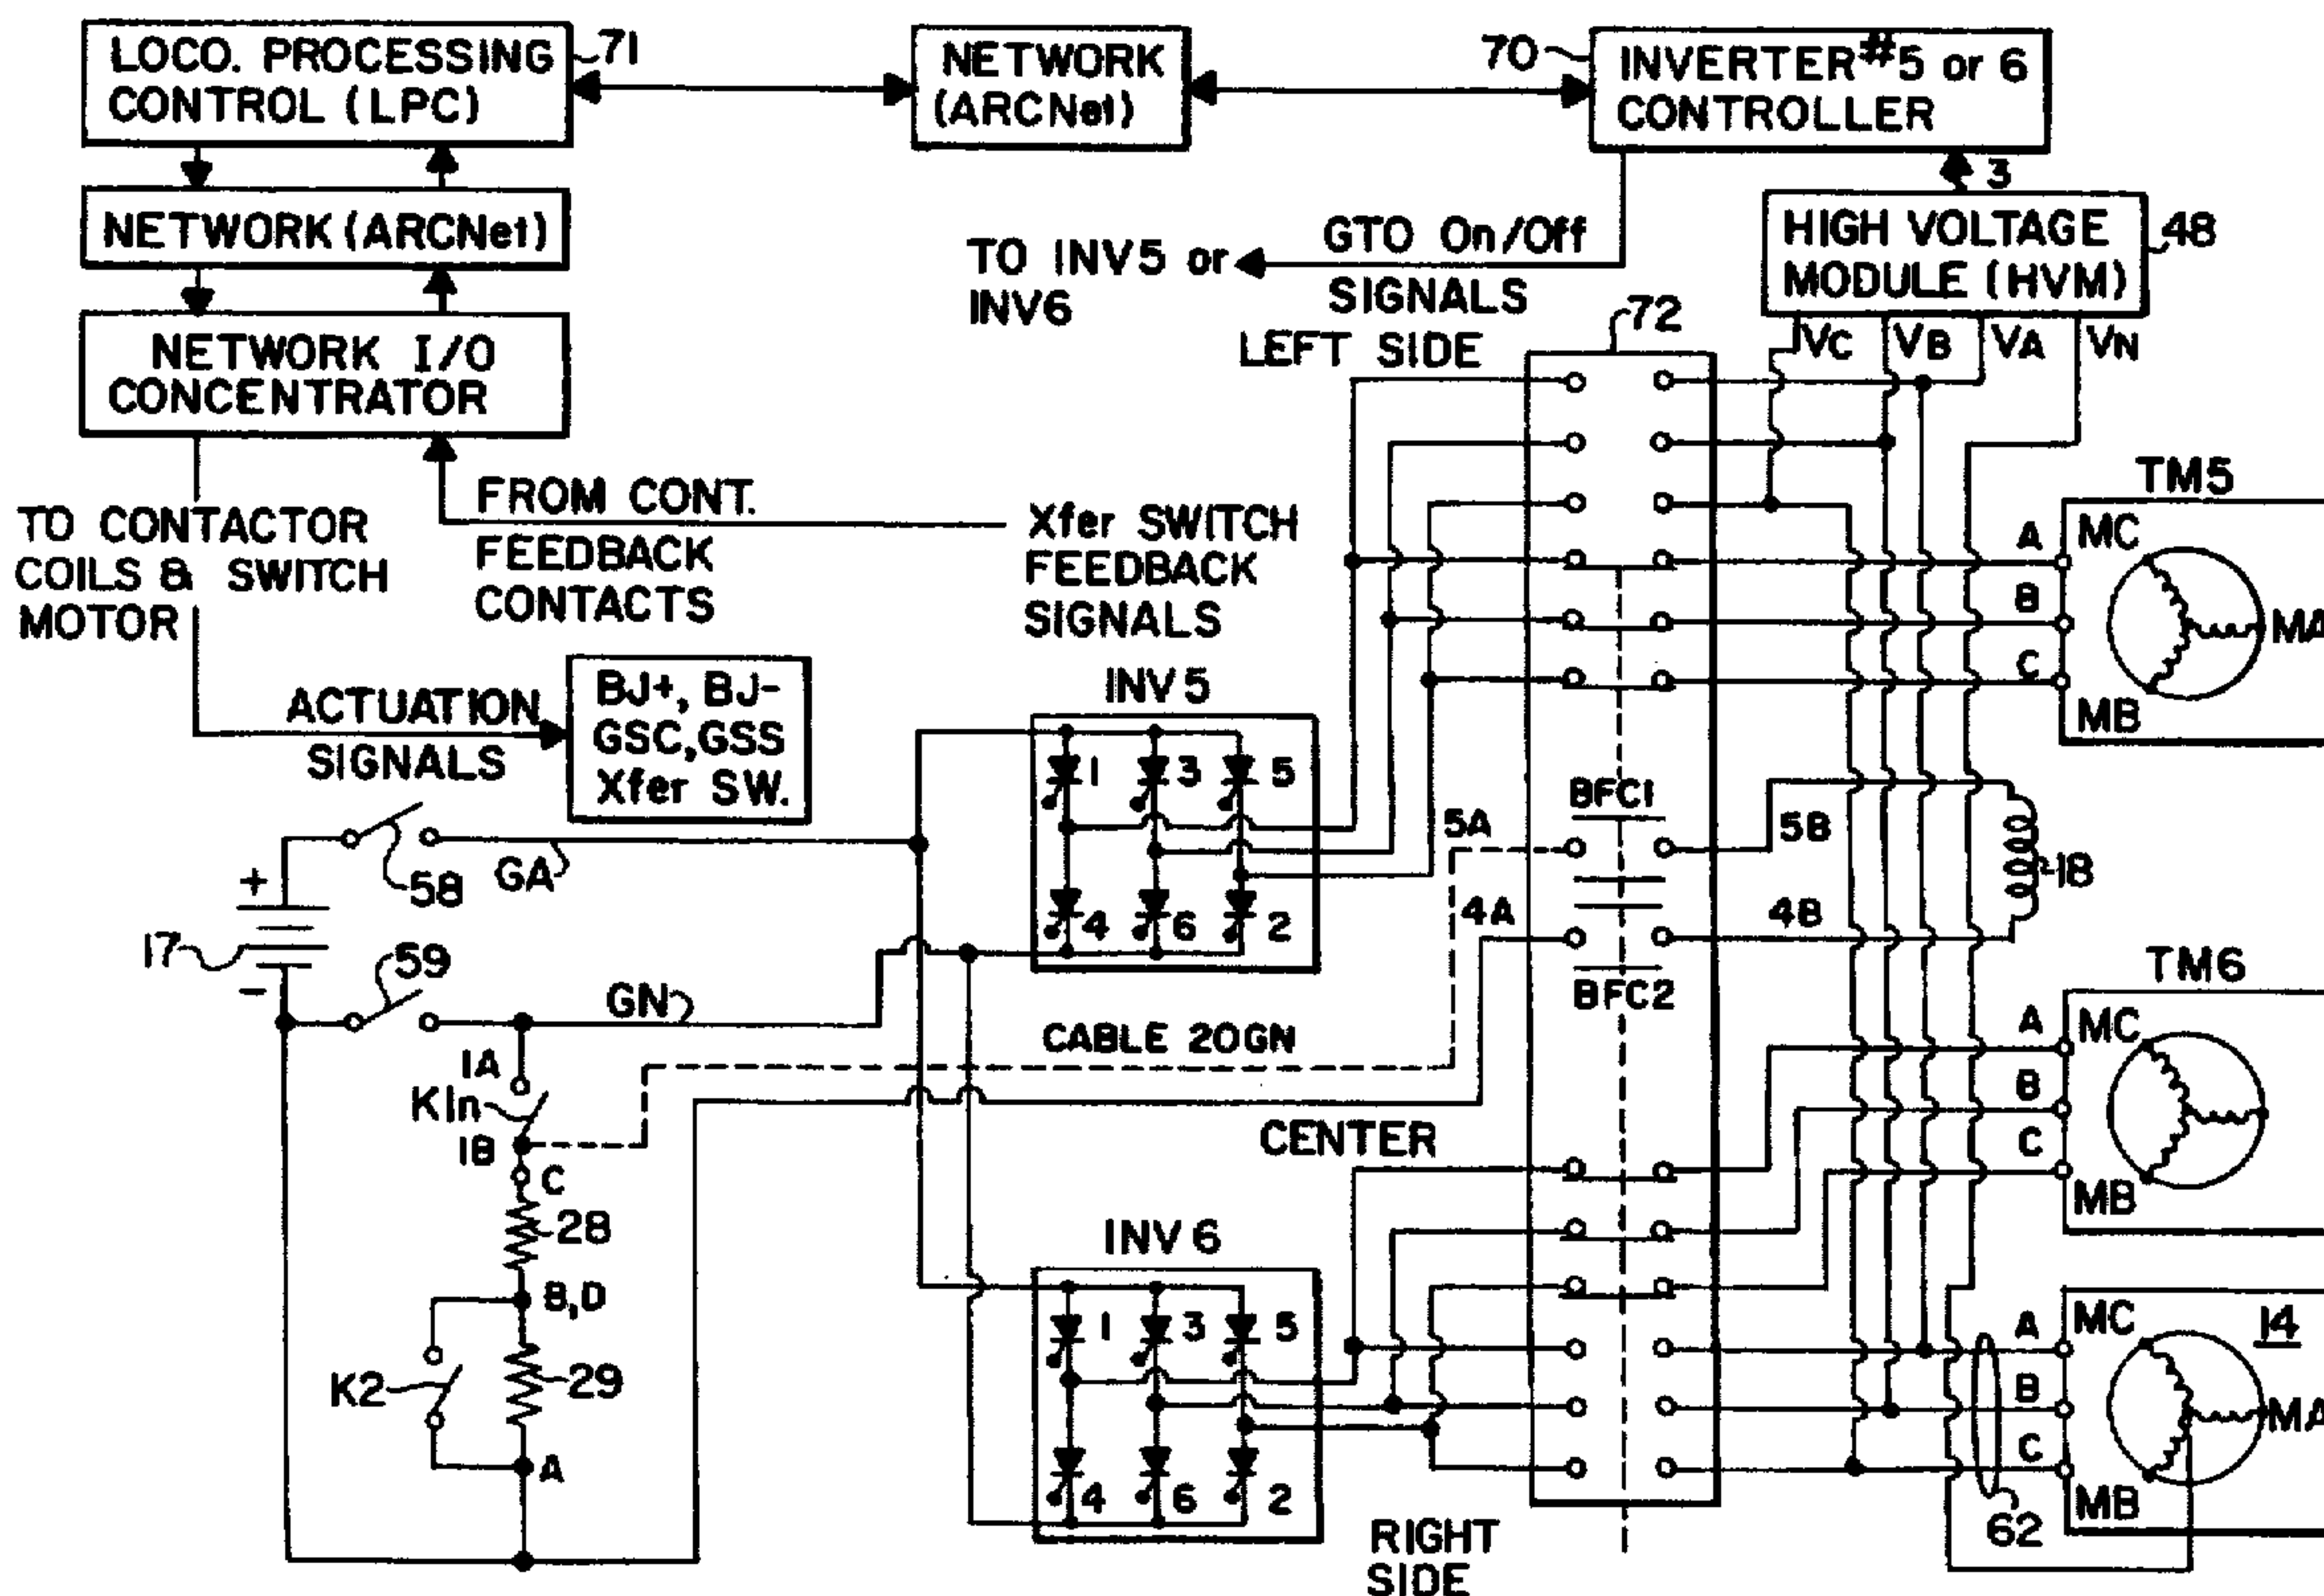 LOCO. PROCESSING
CONTROL (LPC)
71
NETWORK
(ARCNet)
70
INVERTER #5 or 6
CONTROLLER
3
NETWORK (ARCNet)
HIGH VOLTAGE
MODULE (HVM)
48
TO INV5 or
INV6
GTO On/Off
SIGNALS
NETWORK I/O
CONCENTRATOR
LEFT SIDE
72
VC
VB
VA
VN
TO CONTACTOR
COILS & SWITCH
MOTOR
FROM CONT.
FEEDBACK
CONTACTS
Xfer SWITCH
FEEDBACK
SIGNALS
TM5
A
B
C
MC
MA
MB
ACTUATION
SIGNALS
BJ+, BJ-
GSC, GSS
Xfer SW.
INV 5
1
3
5
4
6
2
BFC1
5A
5B
4A
4B
BFC2
18
58
GA
+
17
-
59
GN
CABLE 20GN
TM6
A
B
C
MC
MB
1A
K1n
1B
C
28
B,D
K2
29
A
CENTER
INV 6
1
3
5
4
6
2
RIGHT
SIDE
A
B
C
MC
14
MA
MB
62